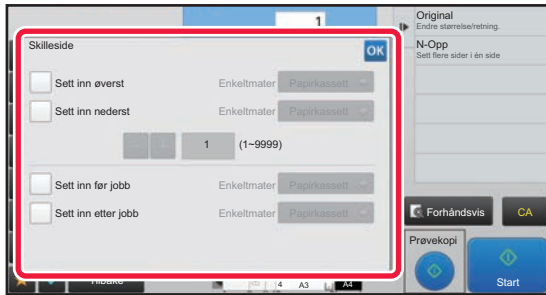 1
Original
Endre størrelse/retning.
N-Opp
Sett flere sider i én side
Skilleside
OK
Sett inn øverst Enkeltmater Papirkassett
Sett inn nederst Enkeltmater Papirkassett
1 (1~9999)
Sett inn før jobb Enkeltmater Papirkassett
Sett inn etter jobb Enkeltmater Papirkassett
Forhåndsvis CA
Prøvekopi
Start
Tilbake
4 A3 A4